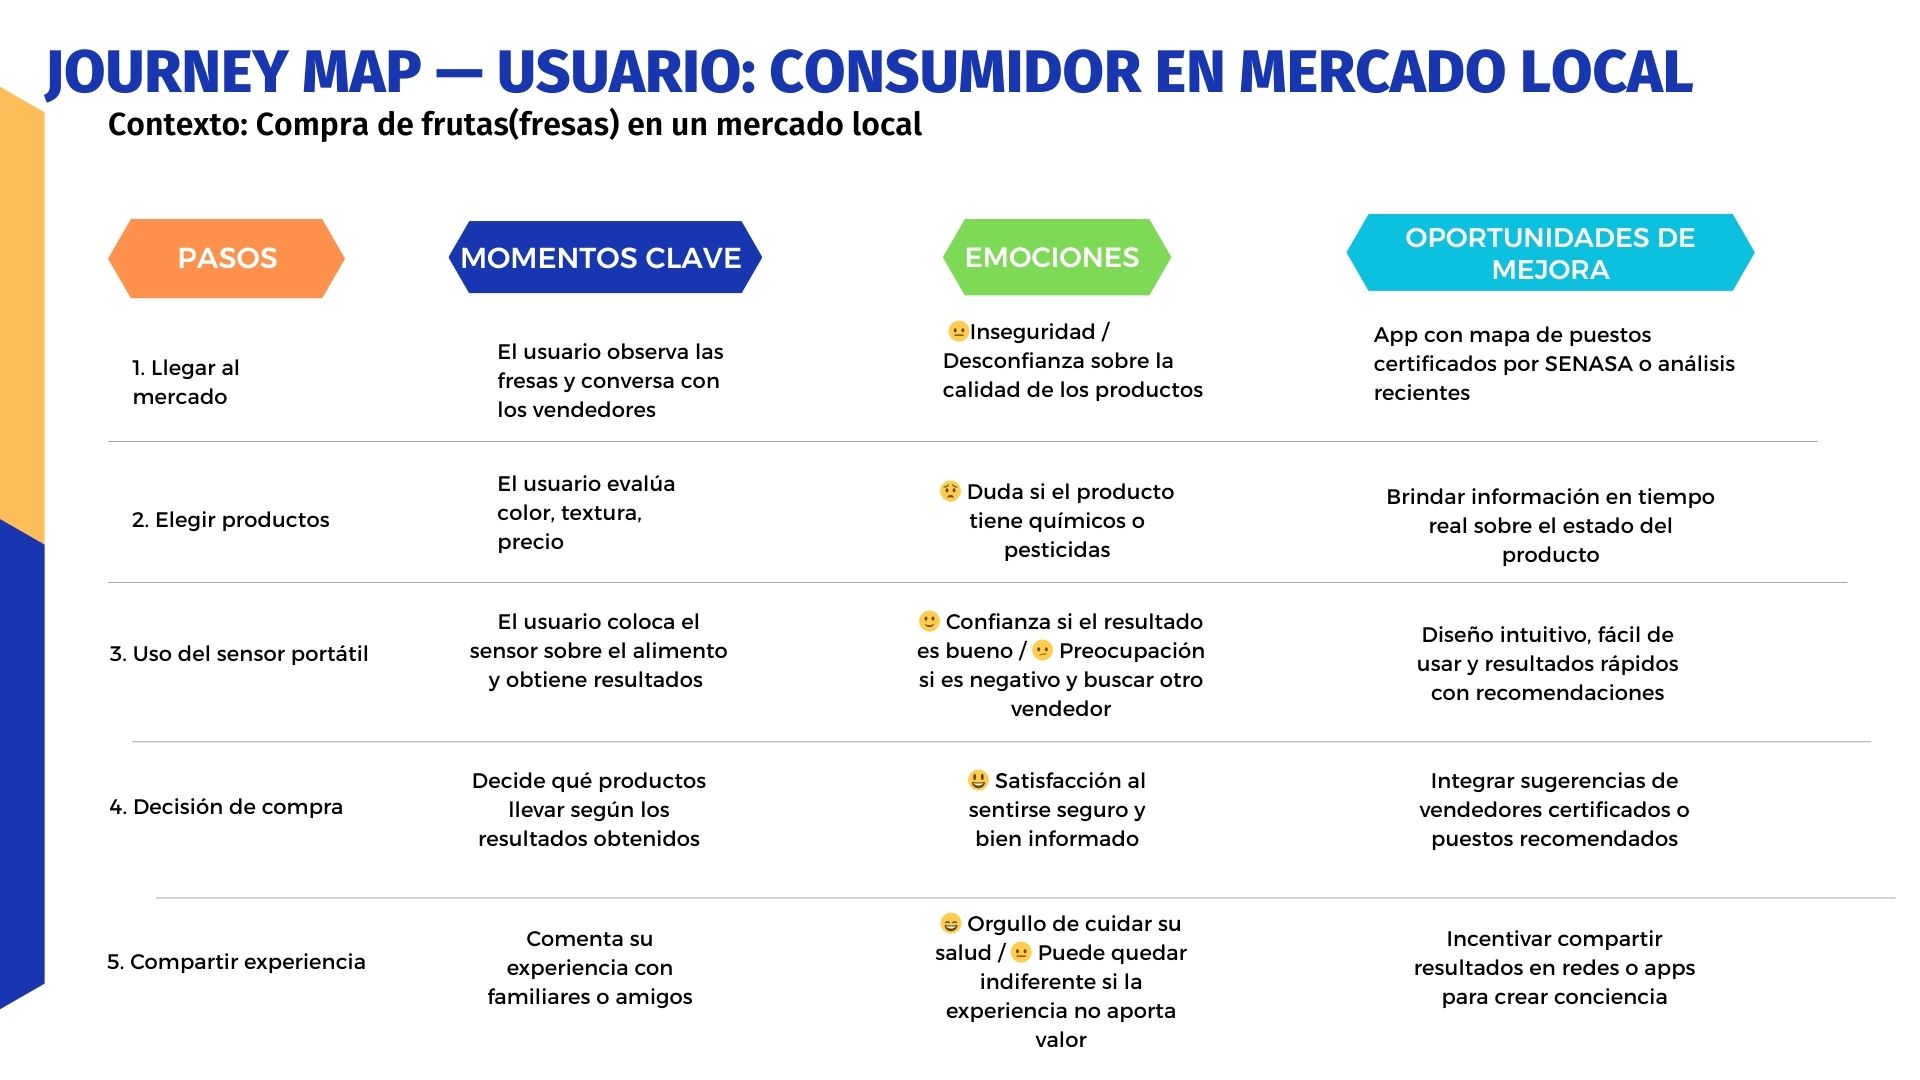 JOURNEY MAP — USUARIO: CONSUMIDOR EN MERCADO LOCAL
Contexto: Compra de frutas(fresas) en un mercado local
PASOS
MOMENTOS CLAVE
EMOCIONES
OPORTUNIDADES DE
MEJORA
1. Llegar al
mercado
El usuario observa las
fresas y conversa con
los vendedores
😐Inseguridad /
Desconfianza sobre la
calidad de los productos
App con mapa de puestos
certificados por SENASA o análisis
recientes
2. Elegir productos
El usuario evalúa
color, textura,
precio
😟 Duda si el producto
tiene químicos o
pesticidas
Brindar información en tiempo
real sobre el estado del
producto
3. Uso del sensor portátil
El usuario coloca el
sensor sobre el alimento
y obtiene resultados
🙂 Confianza si el resultado
es bueno / 🫤 Preocupación
si es negativo y buscar otro
vendedor
Diseño intuitivo, fácil de
usar y resultados rápidos
con recomendaciones
4. Decisión de compra
Decide qué productos
llevar según los
resultados obtenidos
😃 Satisfacción al
sentirse seguro y
bien informado
Integrar sugerencias de
vendedores certificados o
puestos recomendados
5. Compartir experiencia
Comenta su
experiencia con
familiares o amigos
😄 Orgullo de cuidar su
salud / 😐 Puede quedar
indiferente si la
experiencia no aporta
valor
Incentivar compartir
resultados en redes o apps
para crear conciencia